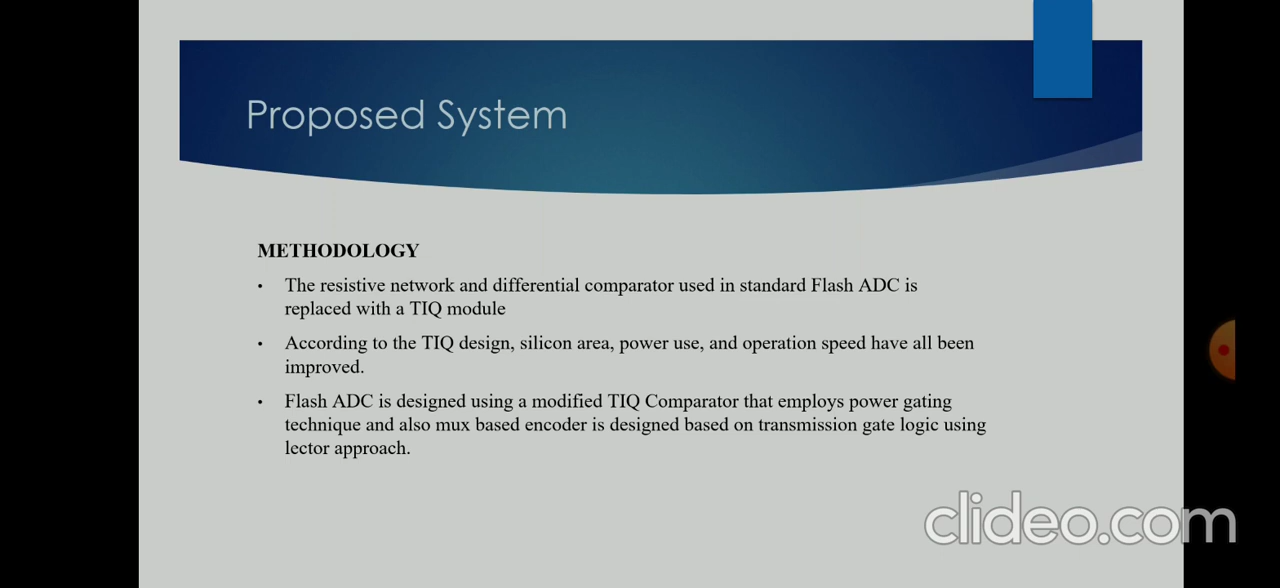 Proposed System
METHODOLOGY
• The resistive network and differential comparator used in standard Flash ADC is
replaced with a TIQ module
• According to the TIQ design, silicon area, power use, and operation speed have all been
improved.
• Flash ADC is designed using a modified TIQ Comparator that employs power gating
technique and also mux based encoder is designed based on transmission gate logic using
lector approach.
clideo.com